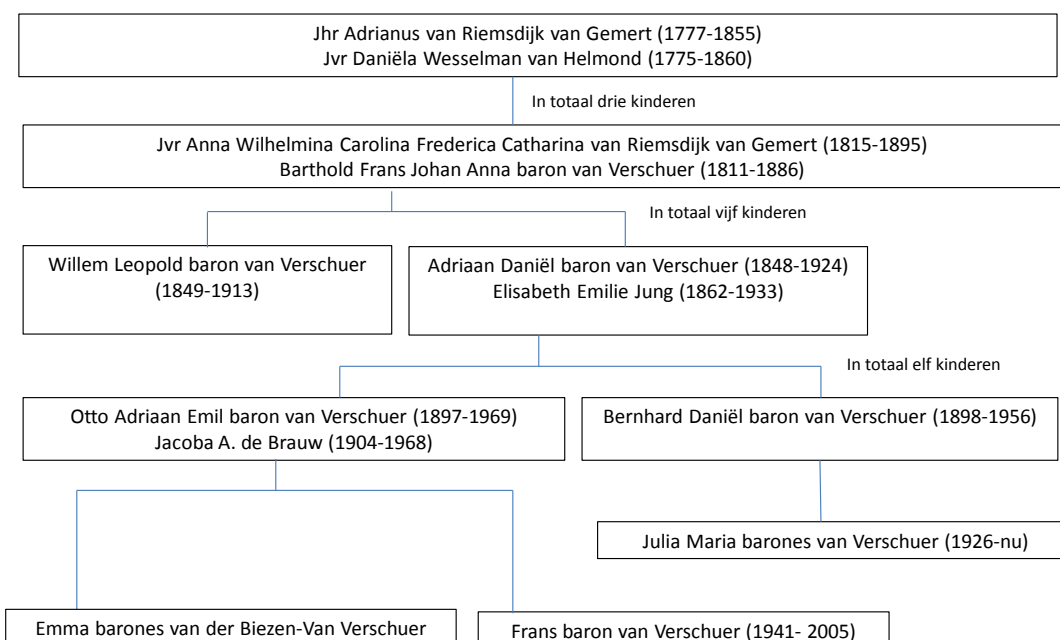 Jhr Adrianus van Riemsdijk van Gemert (1777-1855)
Jvr Daniëla Wesselman van Helmond (1775-1860)
In totaal drie kinderen
Jvr Anna Wilhelmina Carolina Frederica Catharina van Riemsdijk van Gemert (1815-1895)
Barthold Frans Johan Anna baron van Verschuer (1811-1886)
In totaal vijf kinderen
Willem Leopold baron van Verschuer
(1849-1913)
Adriaan Daniël baron van Verschuer (1848-1924)
Elisabeth Emilie Jung (1862-1933)
In totaal elf kinderen
Otto Adriaan Emil baron van Verschuer (1897-1969)
Jacoba A. de Brauw (1904-1968)
Bernhard Daniël baron van Verschuer (1898-1956)
Julia Maria barones van Verschuer (1926-nu)
Emma barones van der Biezen-Van Verschuer
Frans baron van Verschuer (1941- 2005)